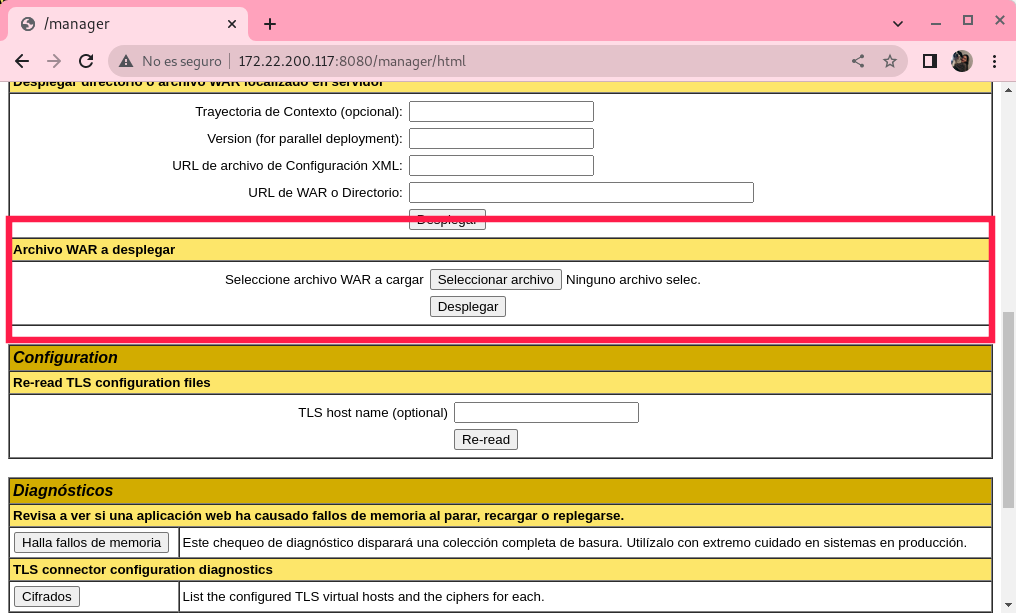 /manager
No es seguro
172.22.200.117:8080/manager/html
Desplegar directorio o archivo WAR localizado en servidor
Trayectoria de Contexto (opcional):
Version (for parallel deployment):
URL de archivo de Configuración XML:
URL de WAR o Directorio:
Desplegar
Archivo WAR a desplegar
Seleccione archivo WAR a cargar Seleccionar archivo Ninguno archivo selec.
Desplegar
Configuration
Re-read TLS configuration files
TLS host name (optional)
Re-read
Diagnósticos
Revisa a ver si una aplicación web ha causado fallos de memoria al parar, recargar o replegarse.
Halla fallos de memoria Este chequeo de diagnóstico disparará una colección completa de basura. Utilízalo con extremo cuidado en sistemas en producción.
TLS connector configuration diagnostics
Cifrados List the configured TLS virtual hosts and the ciphers for each.